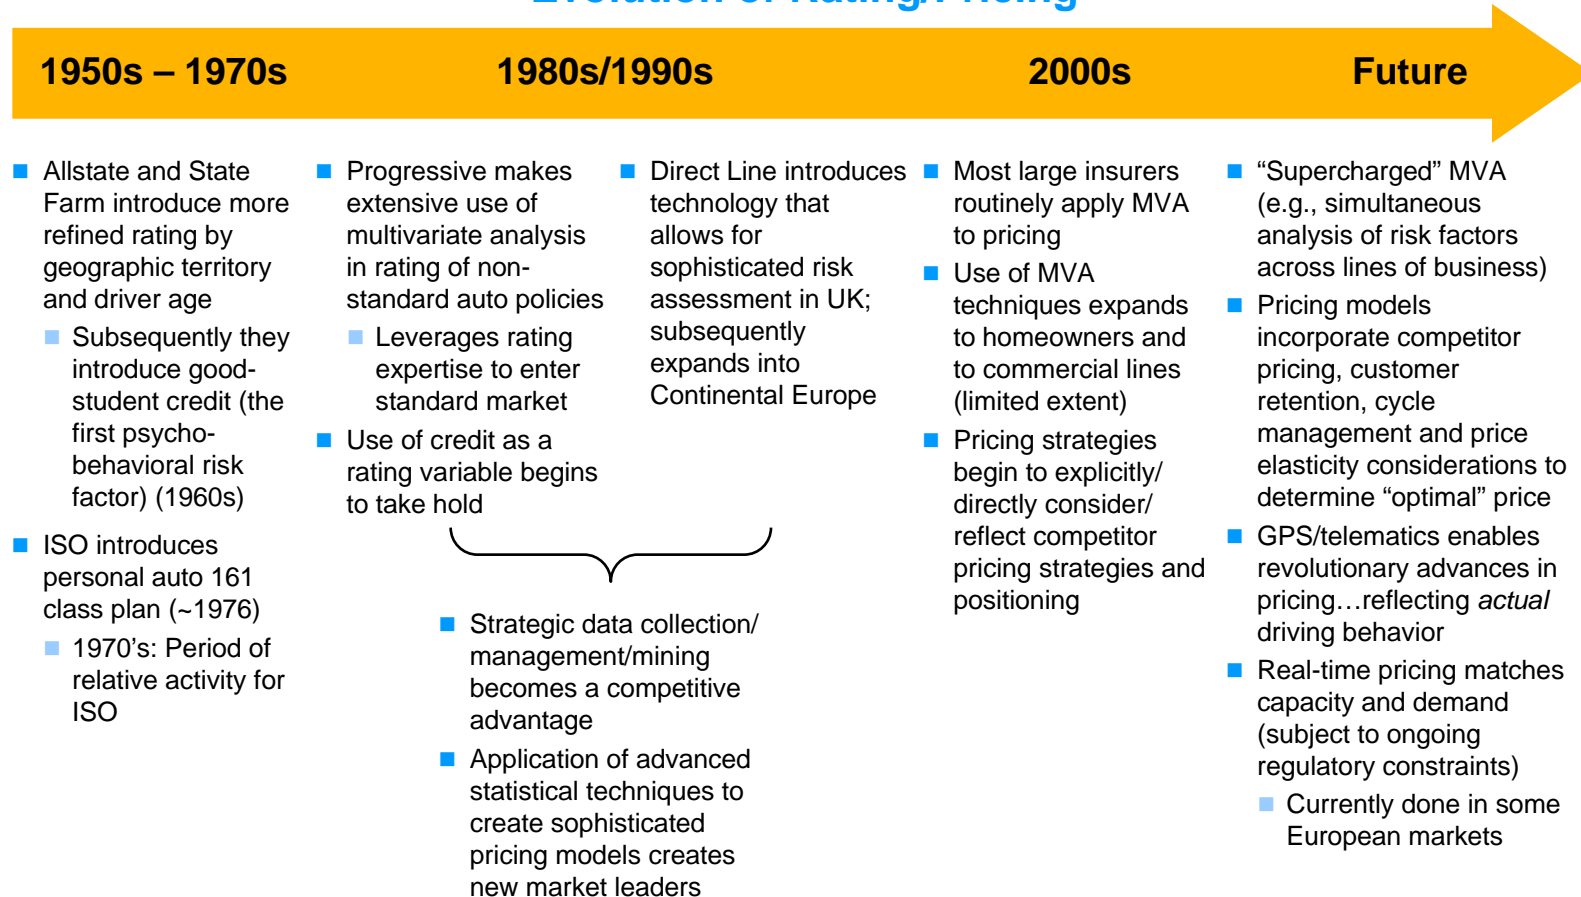 Evolution of Rating/Pricing
1950s – 1970s
1980s/1990s
2000s
Future
Allstate and State
Farm introduce more
refined rating by
geographic territory
and driver age
Subsequently they
introduce good-
student credit (the
first psycho-
behavioral risk
factor) (1960s)
ISO introduces
personal auto 161
class plan (~1976)
1970’s: Period of
relative activity for
ISO
Progressive makes
extensive use of
multivariate analysis
in rating of non-
standard auto policies
Leverages rating
expertise to enter
standard market
Use of credit as a
rating variable begins
to take hold
Direct Line introduces
technology that
allows for
sophisticated risk
assessment in UK;
subsequently
expands into
Continental Europe
Strategic data collection/
management/mining
becomes a competitive
advantage
Application of advanced
statistical techniques to
create sophisticated
pricing models creates
new market leaders
Most large insurers
routinely apply MVA
to pricing
Use of MVA
techniques expands
to homeowners and
to commercial lines
(limited extent)
Pricing strategies
begin to explicitly/
directly consider/
reflect competitor
pricing strategies and
positioning
“Supercharged” MVA
(e.g., simultaneous
analysis of risk factors
across lines of business)
Pricing models
incorporate competitor
pricing, customer
retention, cycle
management and price
elasticity considerations to
determine “optimal” price
GPS/telematics enables
revolutionary advances in
pricing…reflecting actual
driving behavior
Real-time pricing matches
capacity and demand
(subject to ongoing
regulatory constraints)
Currently done in some
European markets